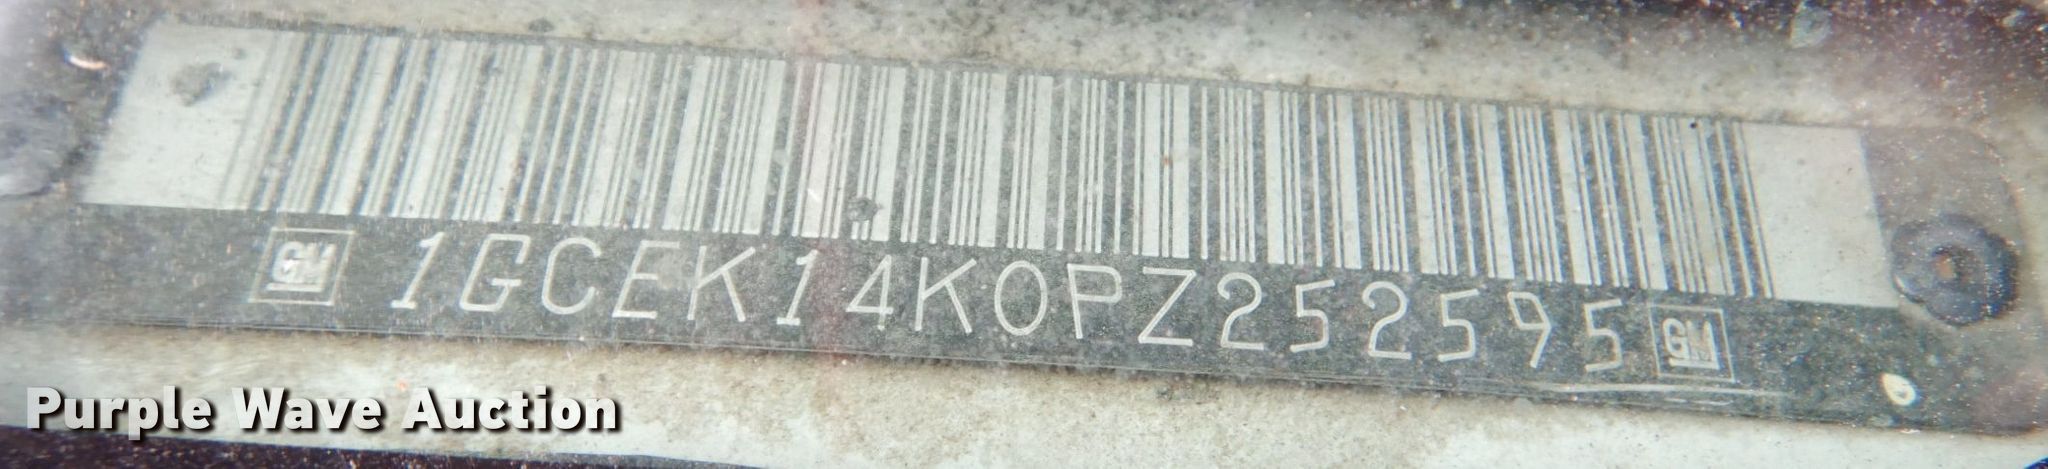 GM 1GCEK14K0PZ252595 GM
Purple Wave Auction